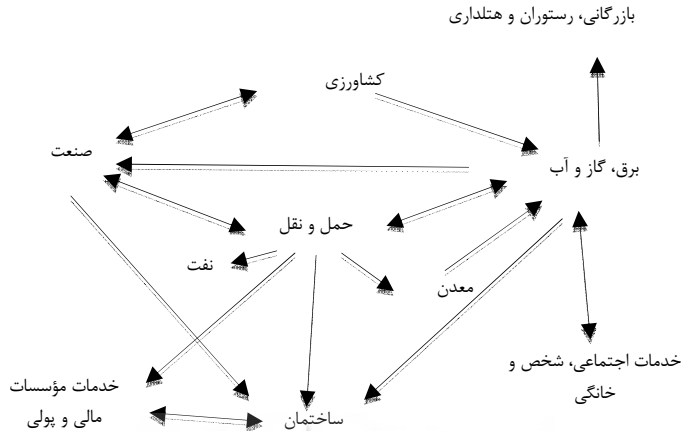 بازرگانی، رستوران و هتلداری
کشاورزی
صنعت
برق، گاز و آب
حمل و نقل
نفت
معدن
خدمات اجتماعی، شخص و
خانگی
خدمات مؤسسات
مالی و پولی
ساختمان